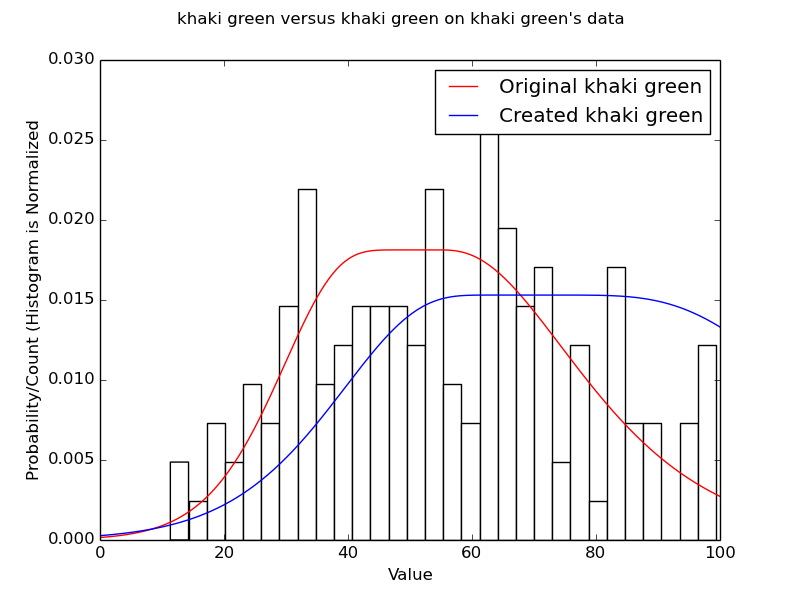 khaki green versus khaki green on khaki green's data
0.030
0.025
0.020
0.015
0.010
0.005
0.000
Probability/Count (Histogram is Normalized
Original khaki green
Created khaki green
0 20 40 60 80 100
Value